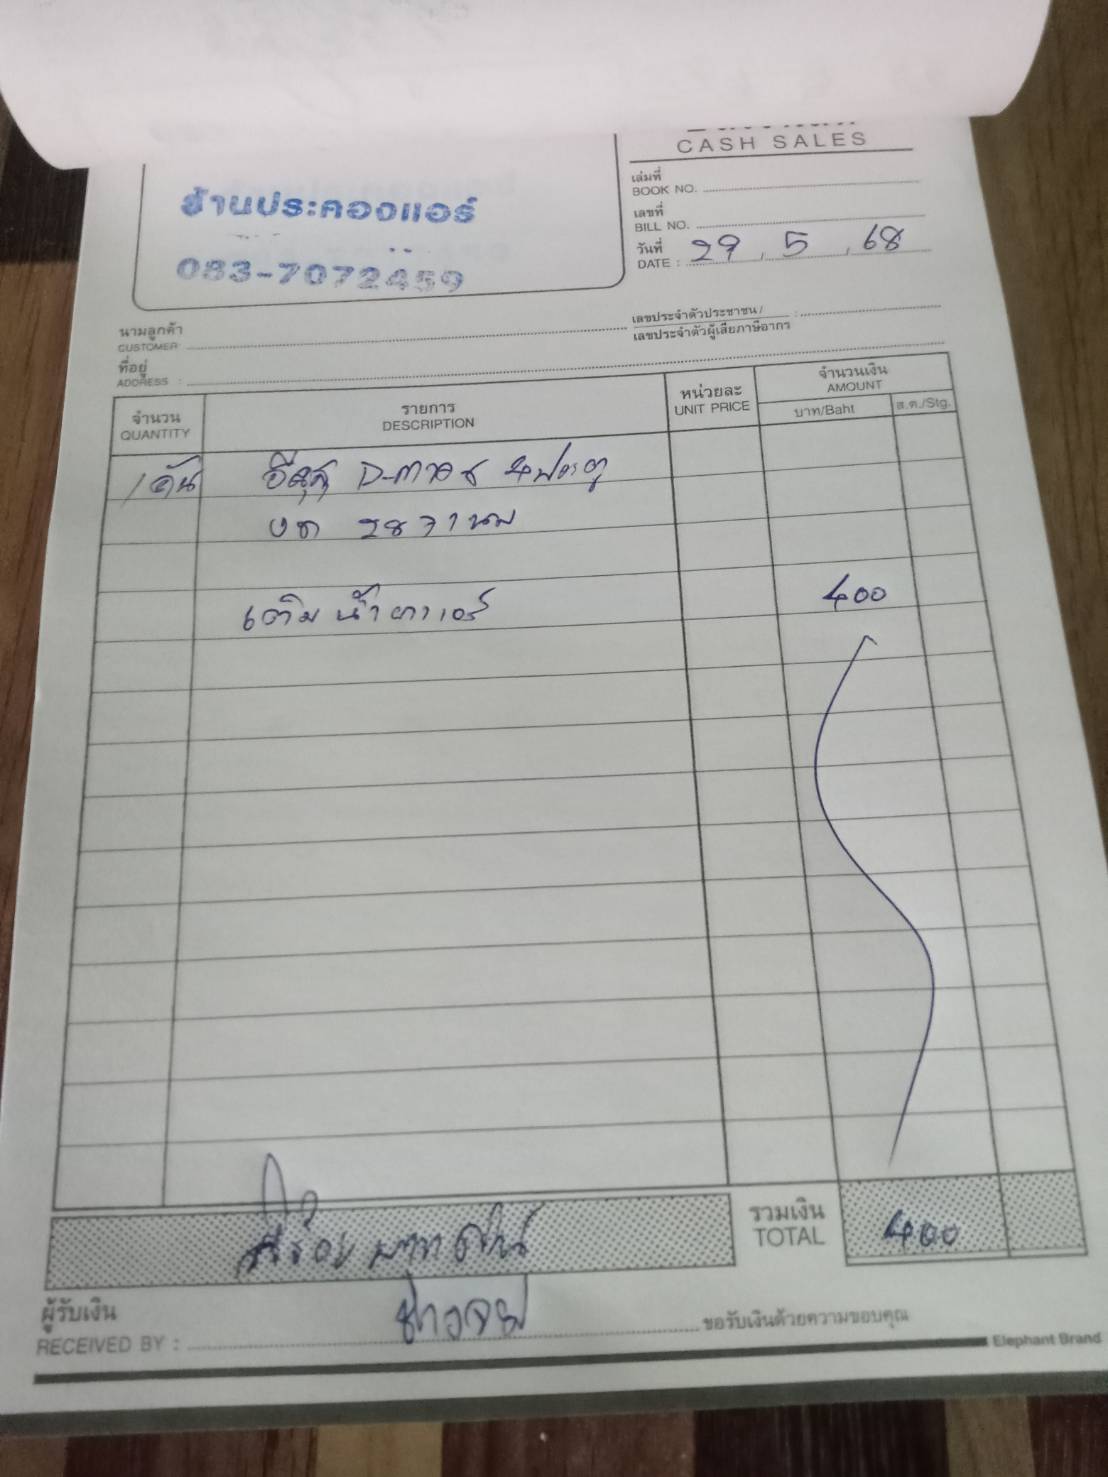 CASH SALES
เล่มที่
BOOK NO.
เลขที่
BILL NO.
วันที่
DATE : 29 , 5 , 68
ร้านประคองแอร์
083-7072459
นามลูกค้า
CUSTOMER
เลขประจำตัวประชาชน/ :
เลขประจำตัวผู้เสียภาษีอากร
ที่อยู่
ADDRESS :
จำนวน
QUANTITY
รายการ
DESCRIPTION
หน่วยละ
UNIT PRICE
จำนวนเงิน
AMOUNT
บาท/Baht
ส.ต./Stg.
1 คัน อีซูซุ D-แวช 4 ประตู
เติมน้ำยาแอร์ 400
สี่ร้อยบาทถ้วน
รวมเงิน
TOTAL
400
ผู้รับเงิน
RECEIVED BY :
ขอรับเงินด้วยความขอบคุณ
Elephant Brand